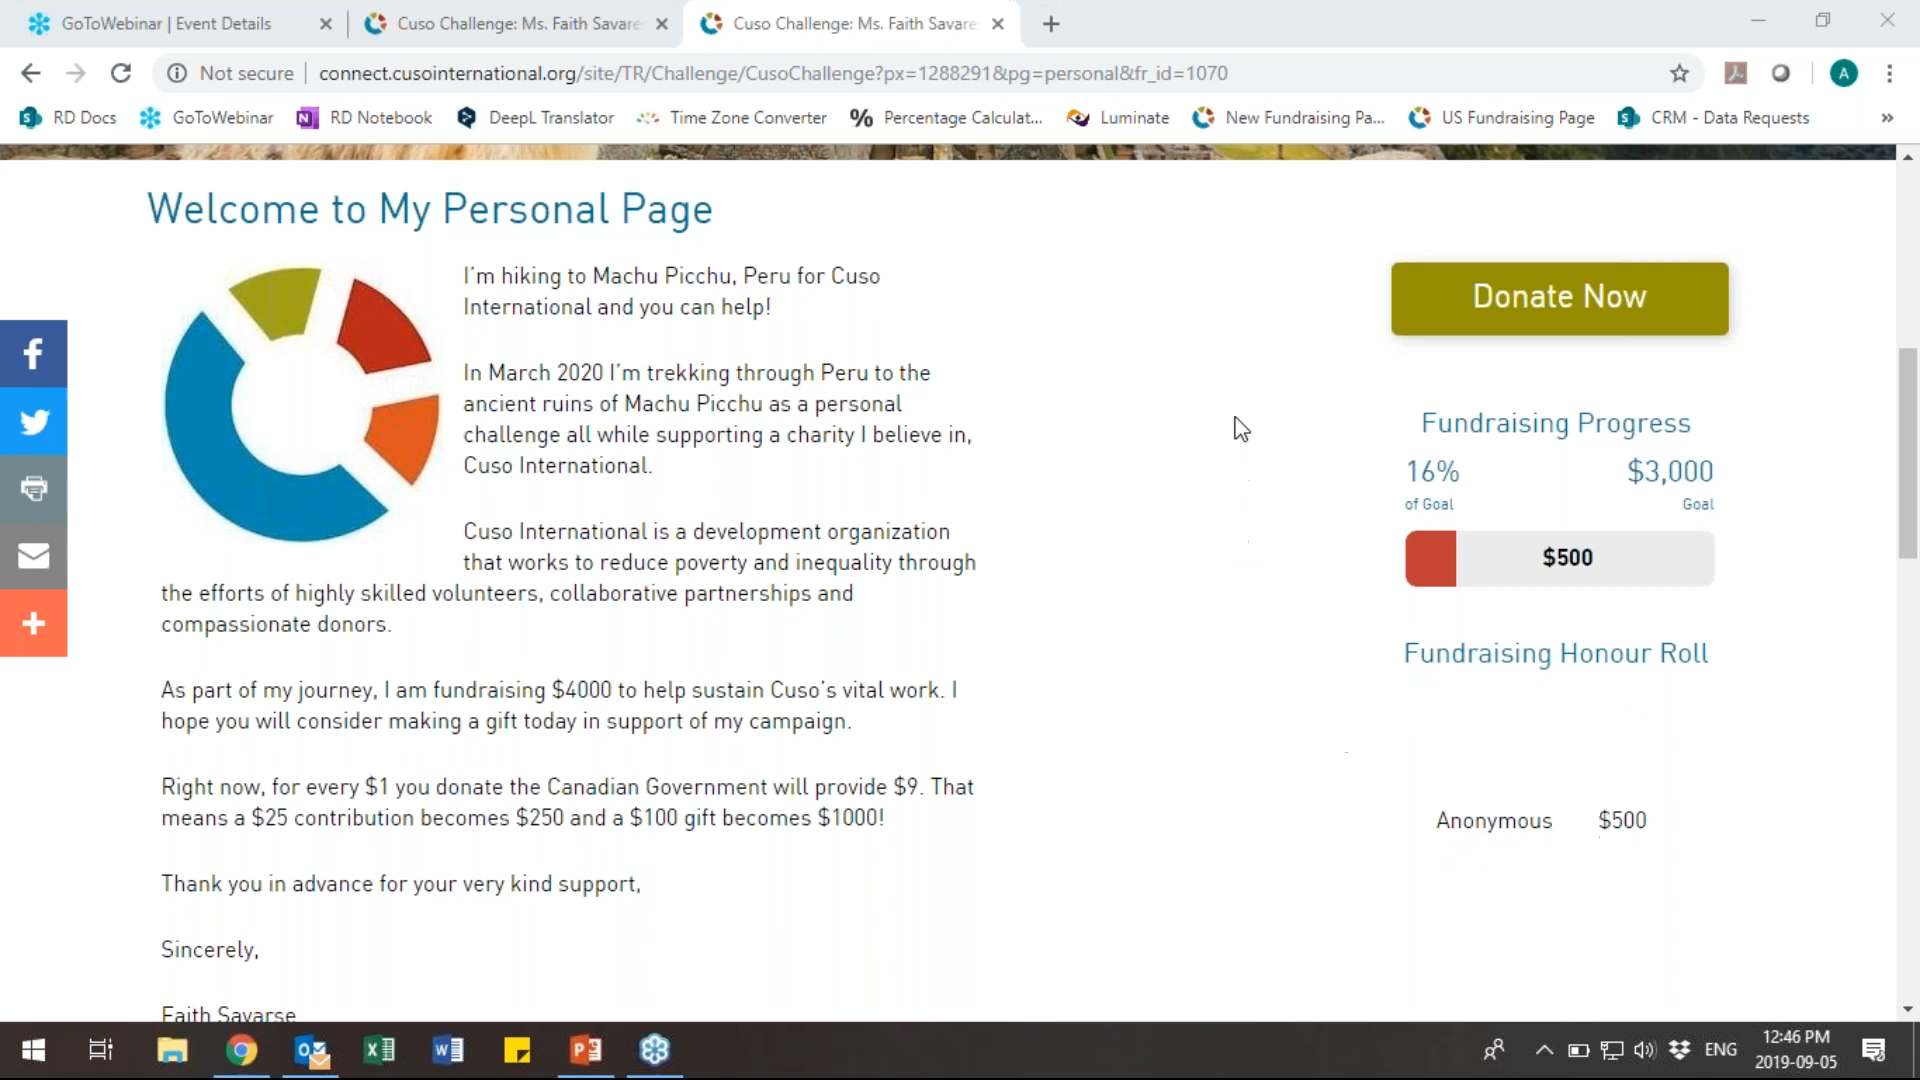 GoToWebinar | Event Details
Cuso Challenge: Ms. Faith Savare
Cuso Challenge: Ms. Faith Savare
Not secure
connect.cusointernational.org/site/TR/Challenge/CusoChallenge?px=1288291&pg=personal&fr_id=1070
A
RD Docs
GoToWebinar
RD Notebook
DeepL Translator
Time Zone Converter
Percentage Calculat...
Luminate
New Fundraising Pa...
US Fundraising Page
CRM - Data Requests
Welcome to My Personal Page
I'm hiking to Machu Picchu, Peru for Cuso
International and you can help!
In March 2020 I'm trekking through Peru to the
ancient ruins of Machu Picchu as a personal
challenge all while supporting a charity I believe in,
Cuso International.
Cuso International is a development organization
that works to reduce poverty and inequality through
the efforts of highly skilled volunteers, collaborative partnerships and
compassionate donors.
As part of my journey, I am fundraising $4000 to help sustain Cuso's vital work. I
hope you will consider making a gift today in support of my campaign.
Right now, for every $1 you donate the Canadian Government will provide $9. That
means a $25 contribution becomes $250 and a $100 gift becomes $1000!
Thank you in advance for your very kind support,
Sincerely,
Faith Savarse
Donate Now
Fundraising Progress
16% $3,000
of Goal Goal
$500
Fundraising Honour Roll
Anonymous $500
ENG
12:46 PM
2019-09-05